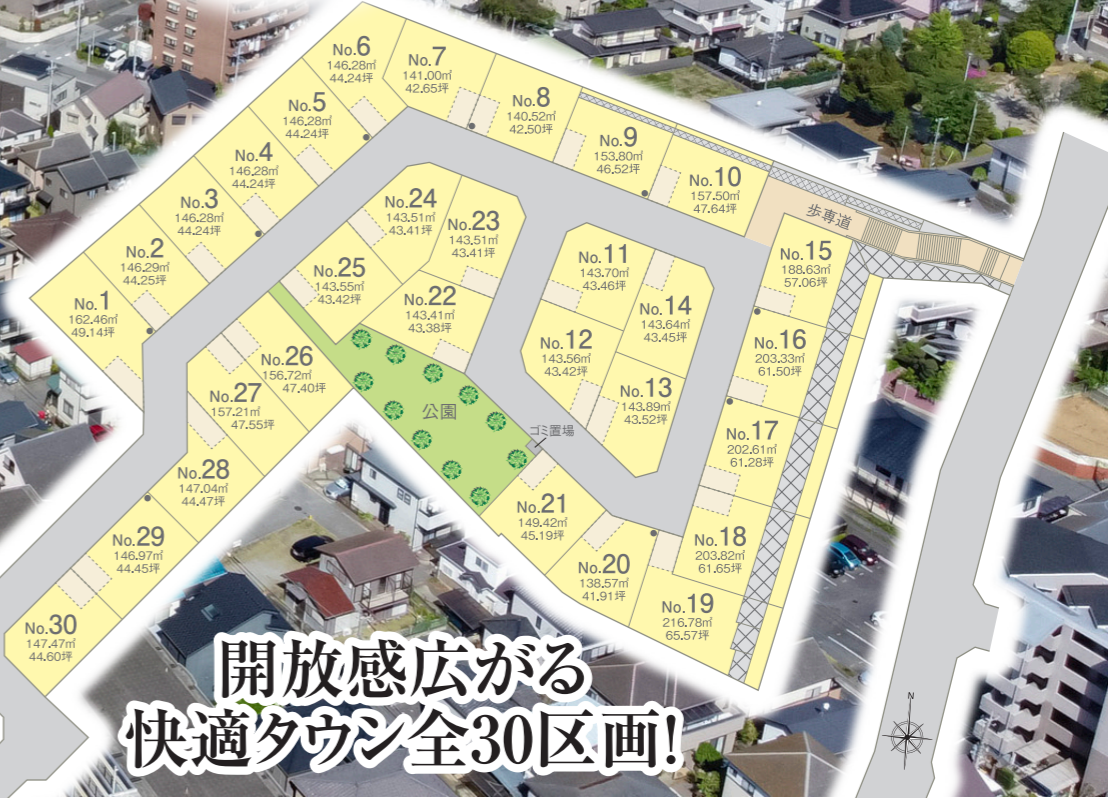 No.6
146.28㎡
44.24坪
No.7
141.00㎡
42.65坪
No.8
140.52㎡
42.50坪
No.5
146.28㎡
44.24坪
No.9
153.80㎡
46.52坪
No.4
146.28㎡
44.24坪
No.10
157.50㎡
47.64坪
No.3
146.28㎡
44.24坪
No.24
143.51㎡
43.41坪
No.23
143.51㎡
43.41坪
歩専道
No.2
146.29㎡
44.25坪
No.11
143.70㎡
43.46坪
No.15
188.63㎡
57.06坪
No.25
143.55㎡
43.42坪
No.1
162.46㎡
49.14坪
No.22
143.41㎡
43.38坪
No.14
143.64㎡
43.45坪
No.16
203.33㎡
61.50坪
No.12
143.56㎡
43.42坪
No.26
156.72㎡
47.40坪
No.27
157.21㎡
47.55坪
No.13
143.89㎡
43.52坪
公園
ゴミ置場
No.17
202.61㎡
61.28坪
No.28
147.04㎡
44.47坪
No.21
149.42㎡
45.19坪
No.29
146.97㎡
44.45坪
No.18
203.82㎡
61.65坪
No.20
138.57㎡
41.91坪
No.19
216.78㎡
65.57坪
No.30
147.47㎡
44.60坪
開放感広がる
快適タウン全30区画!
N